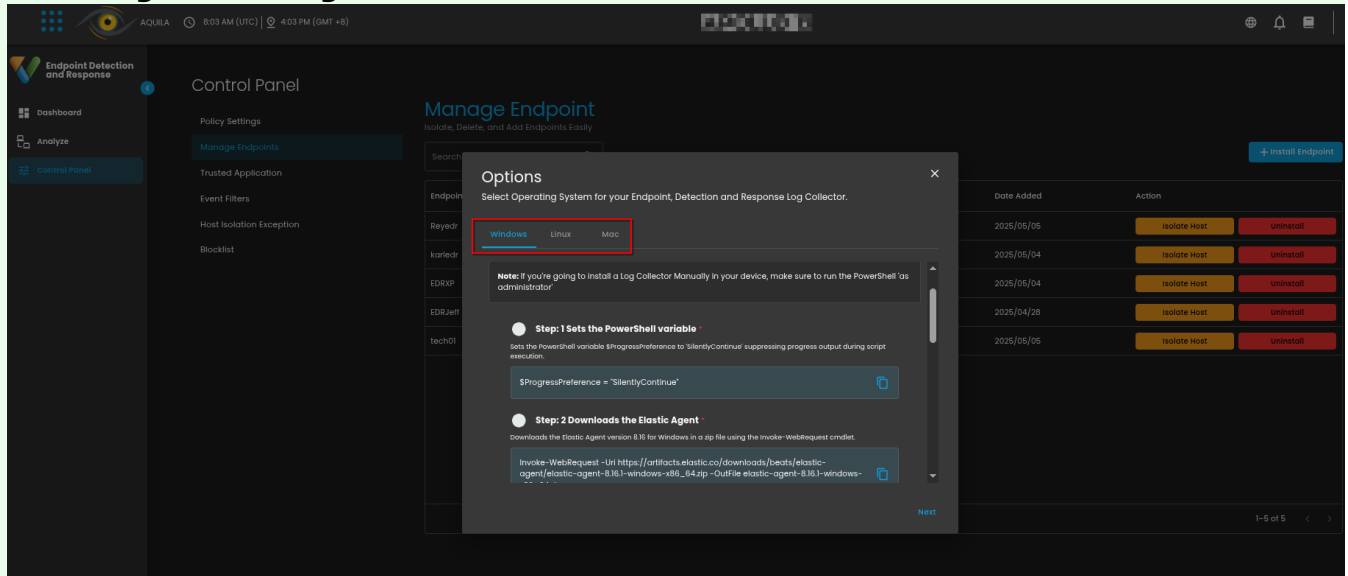 AQUILA
8:03 AM (UTC)
4:03 PM (GMT +8)
Endpoint Detection
and Response
Dashboard
Analyze
Control Panel
Control Panel
Policy Settings
Manage Endpoints
Trusted Application
Event Filters
Host Isolation Exception
Blocklist
Manage Endpoint
Isolate, Delete, and Add Endpoints Easily
Search
+ Install Endpoint
Date Added
Action
Reyedr
2025/05/05
Isolate Host
Uninstall
karledr
2025/05/04
Isolate Host
Uninstall
EDRXP
2025/05/04
Isolate Host
Uninstall
EDRJeff
2025/04/28
Isolate Host
Uninstall
tech01
2025/05/05
Isolate Host
Uninstall
1-5 of 5
Options
Select Operating System for your Endpoint, Detection and Response Log Collector.
Windows
Linux
Mac
Note: If you're going to install a Log Collector Manually in your device, make sure to run the PowerShell 'as
administrator'
Step: 1 Sets the PowerShell variable *
Sets the PowerShell variable $ProgressPreference to 'SilentlyContinue' suppressing progress output during script
execution.
$ProgressPreference = "SilentlyContinue"
Step: 2 Downloads the Elastic Agent *
Downloads the Elastic Agent version 8.16 for Windows in a zip file using the Invoke-WebRequest cmdlet.
Invoke-WebRequest -Uri https://artifacts.elastic.co/downloads/beats/elastic-
agent/elastic-agent-8.16.1-windows-x86_64.zip -OutFile elastic-agent-8.16.1-windows-
Next